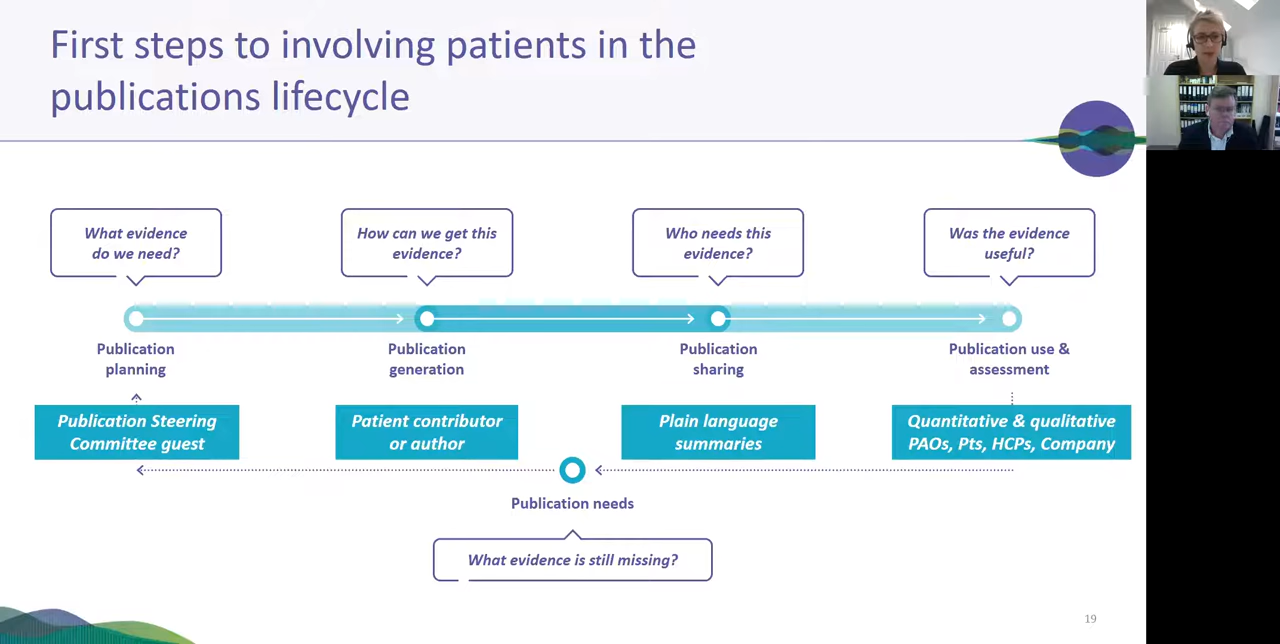 First steps to involving patients in the
publications lifecycle
What evidence
do we need?
How can we get this
evidence?
Who needs this
evidence?
Was the evidence
useful?
Publication
planning
Publication
generation
Publication
sharing
Publication use &
assessment
Publication Steering
Committee guest
Patient contributor
or author
Plain language
summaries
Quantitative & qualitative
PAOs, Pts, HCPs, Company
Publication needs
What evidence is still missing?
19